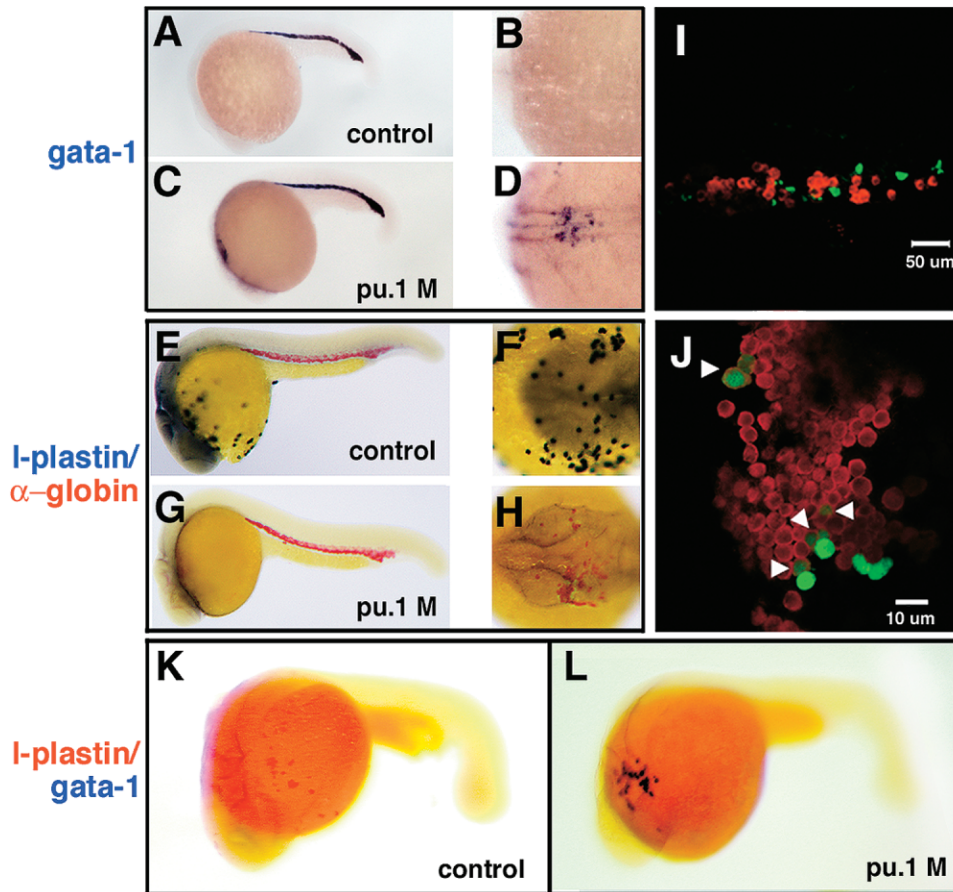 gata-1
A
control
B
C
pu.1 M
D
l-plastin/
α–globin
E
control
F
G
pu.1 M
H
I
50 um
J
10 um
l-plastin/
gata-1
K
control
L
pu.1 M